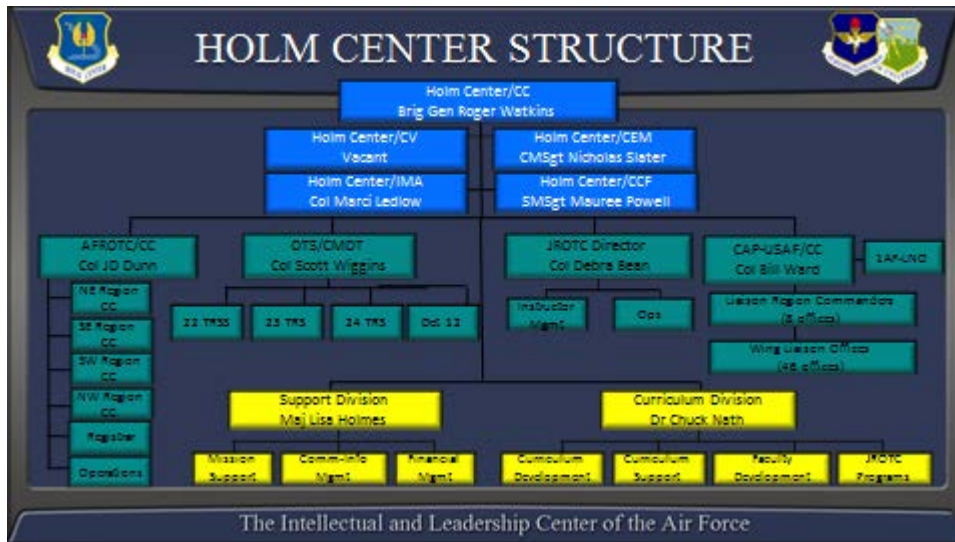 HOLM CENTER STRUCTURE
Holm Center/CC
Brig Gen Roger Watkins
Holm Center/CV
Vacant
Holm Center/CEM
CMSgt Nicholas Slater
Holm Center/IMA
Col Marci Ledlow
Holm Center/CCF
SMSgt Mauree Powell
AFROTC/CC
Col JD Dunn
OTS/CMDT
Col Scott Wiggins
JROTC Director
Col Debra Bean
CAP-USAF/CC
Col Bill Ward
NE Region
CC
SE Region
CC
SW Region
CC
NW Region
CC
Registrar
Operations
22 TRSS
23 TRS
24 TRS
Det 12
Instructor
Mgmt
Ops
Liaison Region Commanders
(8 offices)
Wing Liaison Offices
Support Division
Maj Lisa Holmes
Curriculum Division
Dr Chuck Nath
Mission
Support
Comm-Info
Mgmt
Financial
Mgmt
Curriculum
Development
Curriculum
Support
Faculty
Development
JROTC
Programs
The Intellectual and Leadership Center of the Air Force